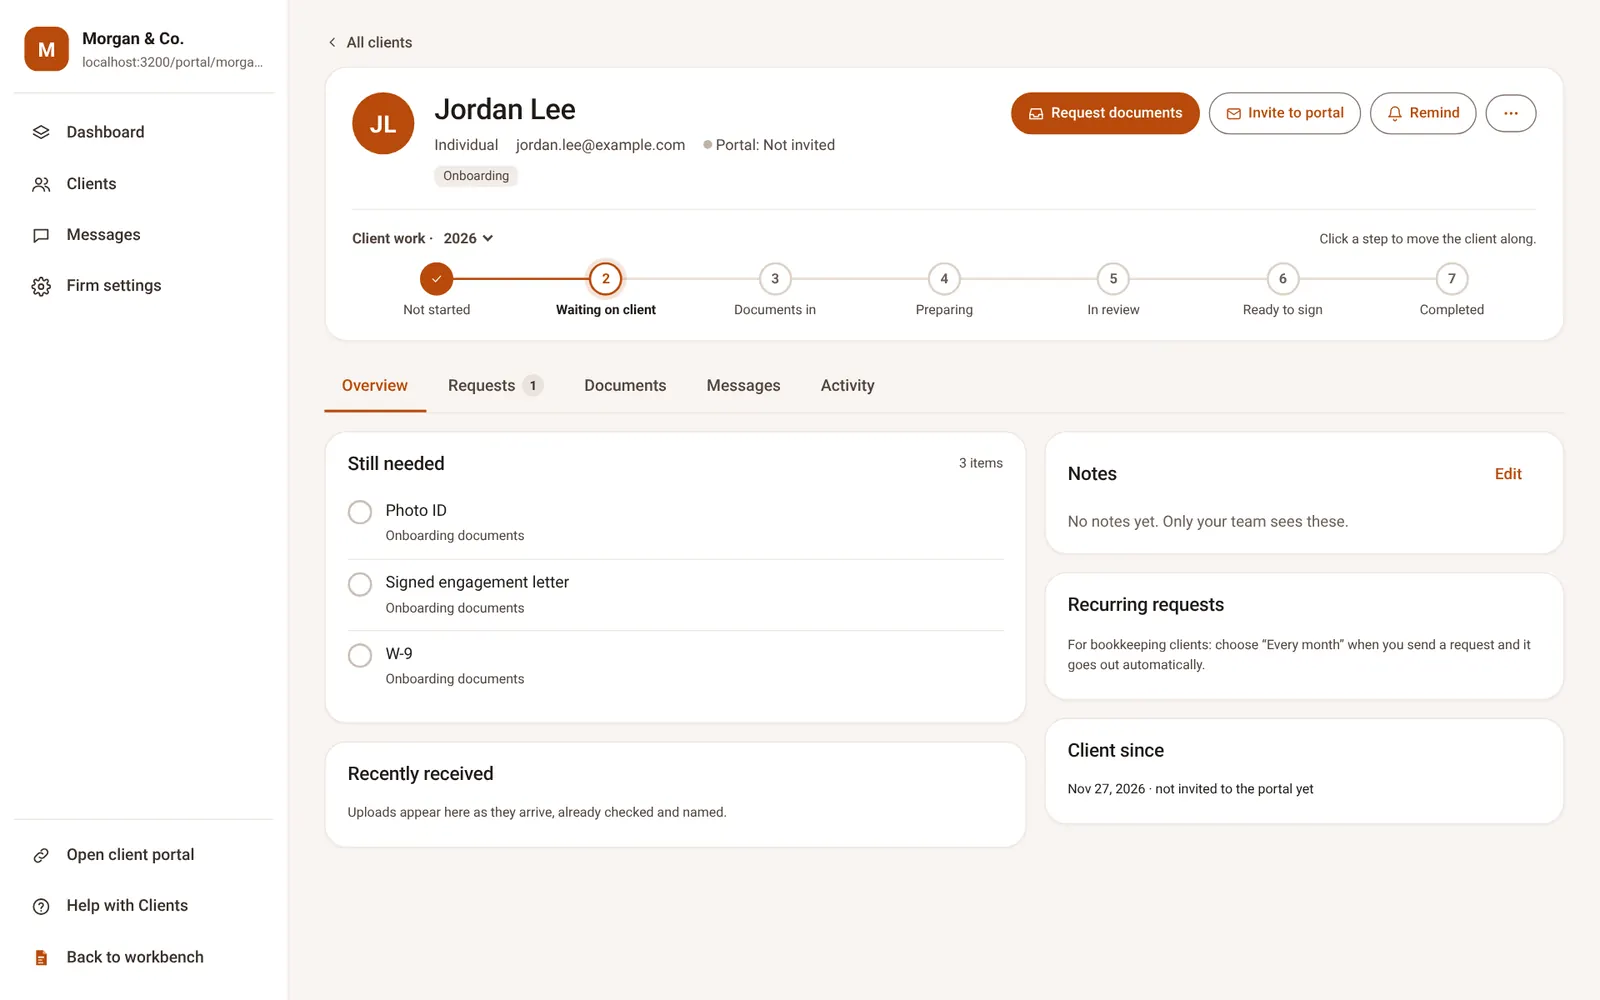 M
Morgan & Co.
localhost:3200/portal/morga...
Dashboard
Clients
Messages
Firm settings
Open client portal
Help with Clients
Back to workbench
All clients
JL
Jordan Lee
Individual jordan.lee@example.com Portal: Not invited
Onboarding
Request documents
Invite to portal
Remind
Client work · 2026
Click a step to move the client along.
2 3 4 5 6 7
Not started Waiting on client Documents in Preparing In review Ready to sign Completed
Overview Requests 1 Documents Messages Activity
Still needed
3 items
Photo ID
Onboarding documents
Signed engagement letter
Onboarding documents
W-9
Onboarding documents
Recently received
Uploads appear here as they arrive, already checked and named.
Notes
Edit
No notes yet. Only your team sees these.
Recurring requests
For bookkeeping clients: choose “Every month” when you send a request and it
goes out automatically.
Client since
Nov 27, 2026 · not invited to the portal yet